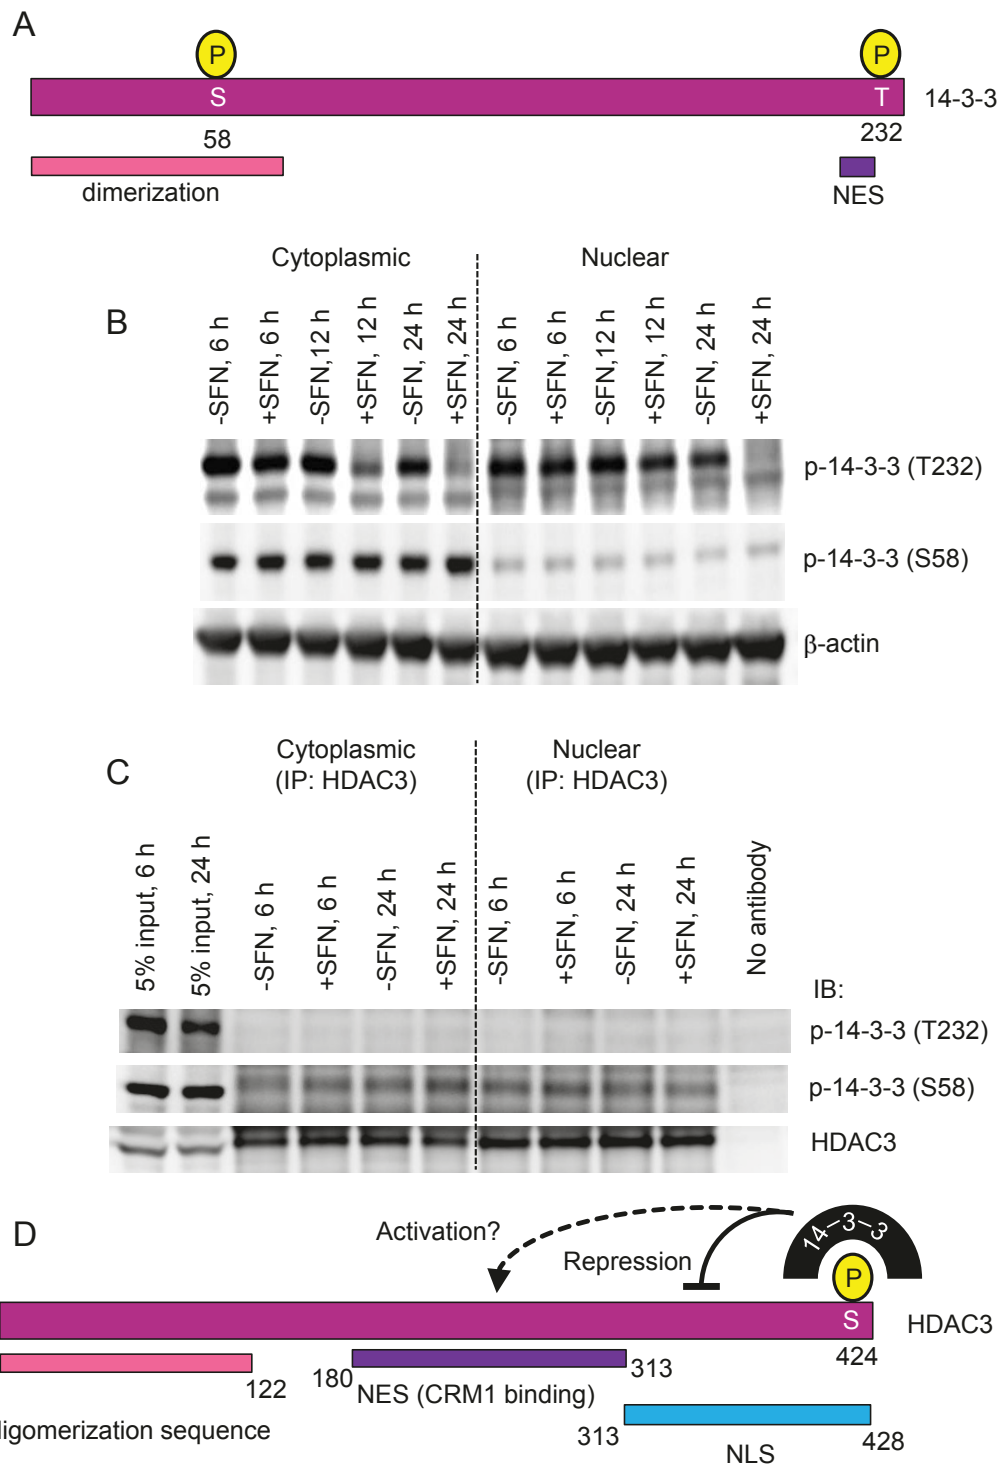 A
P
P
S
T
14-3-3
58
232
dimerization
NES
Cytoplasmic
Nuclear
B
-SFN, 6 h
+SFN, 6 h
-SFN,12 h
+SFN, 12 h
-SFN, 24 h
+SFN, 24 h
-SFN, 6 h
+SFN, 6 h
-SFN,12 h
+SFN, 12 h
-SFN, 24 h
+SFN, 24 h
p-14-3-3 (T232)
p-14-3-3 (S58)
β-actin
C
Cytoplasmic
(IP: HDAC3)
Nuclear
(IP: HDAC3)
5% input, 6 h
5% input, 24 h
-SFN, 6 h
+SFN, 6 h
-SFN, 24 h
+SFN, 24 h
-SFN, 6 h
+SFN, 6 h
-SFN, 24 h
+SFN, 24 h
No antibody
IB:
p-14-3-3 (T232)
p-14-3-3 (S58)
HDAC3
D
Activation?
Repression
14-3-3
P
S
HDAC3
424
122
180
313
NES (CRM1 binding)
ligomerization sequence
313
428
NLS